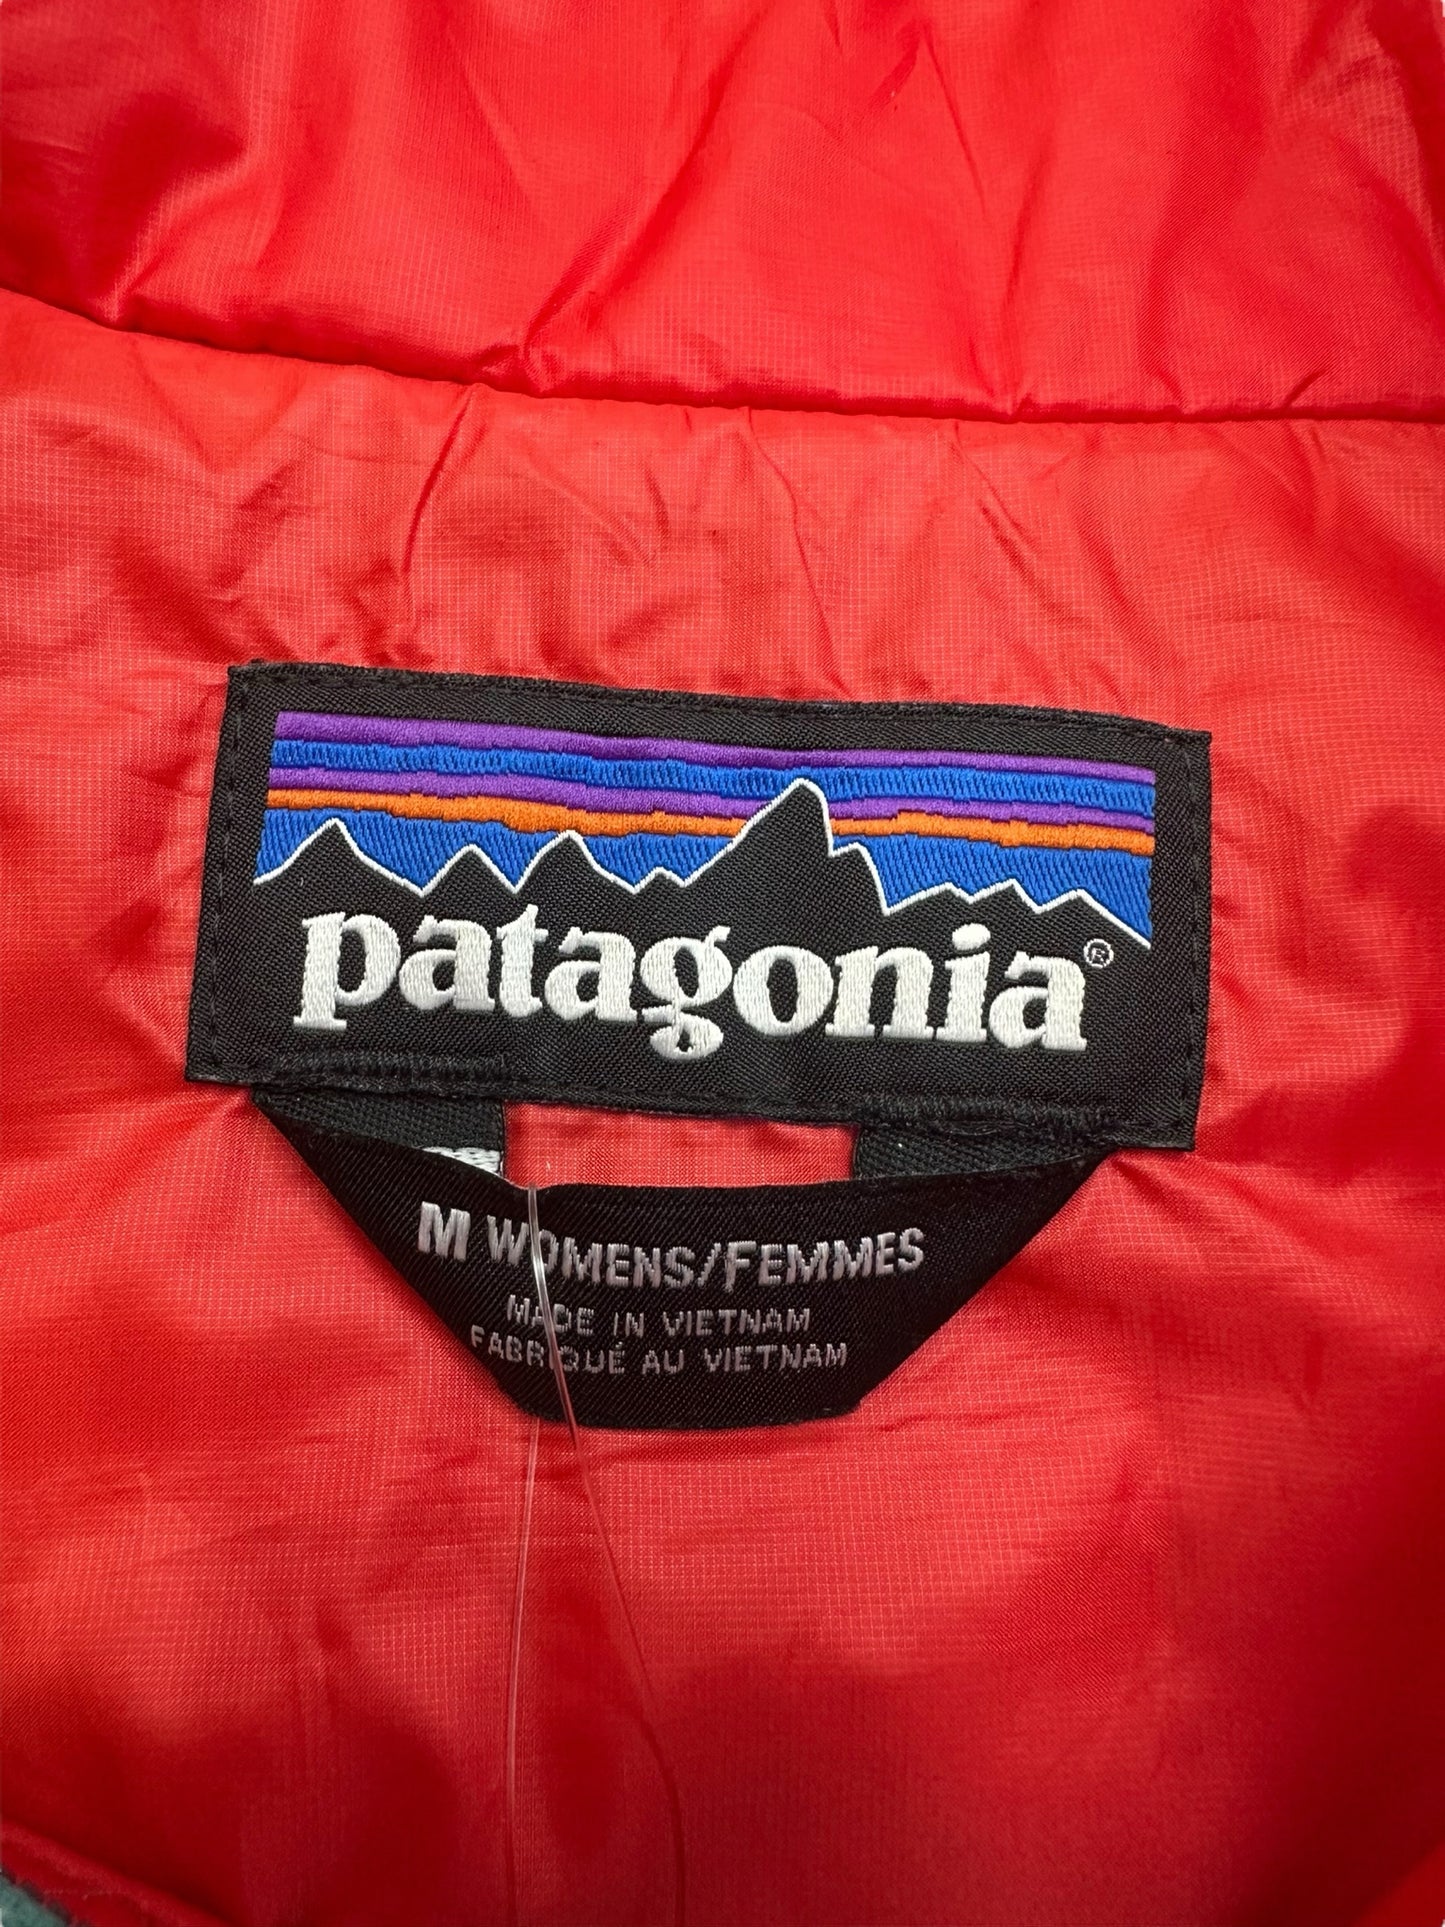 patagonia®
M WOMENS/FEMMES
MADE IN VIETNAM
FABRIQUÉ AU VIETNAM